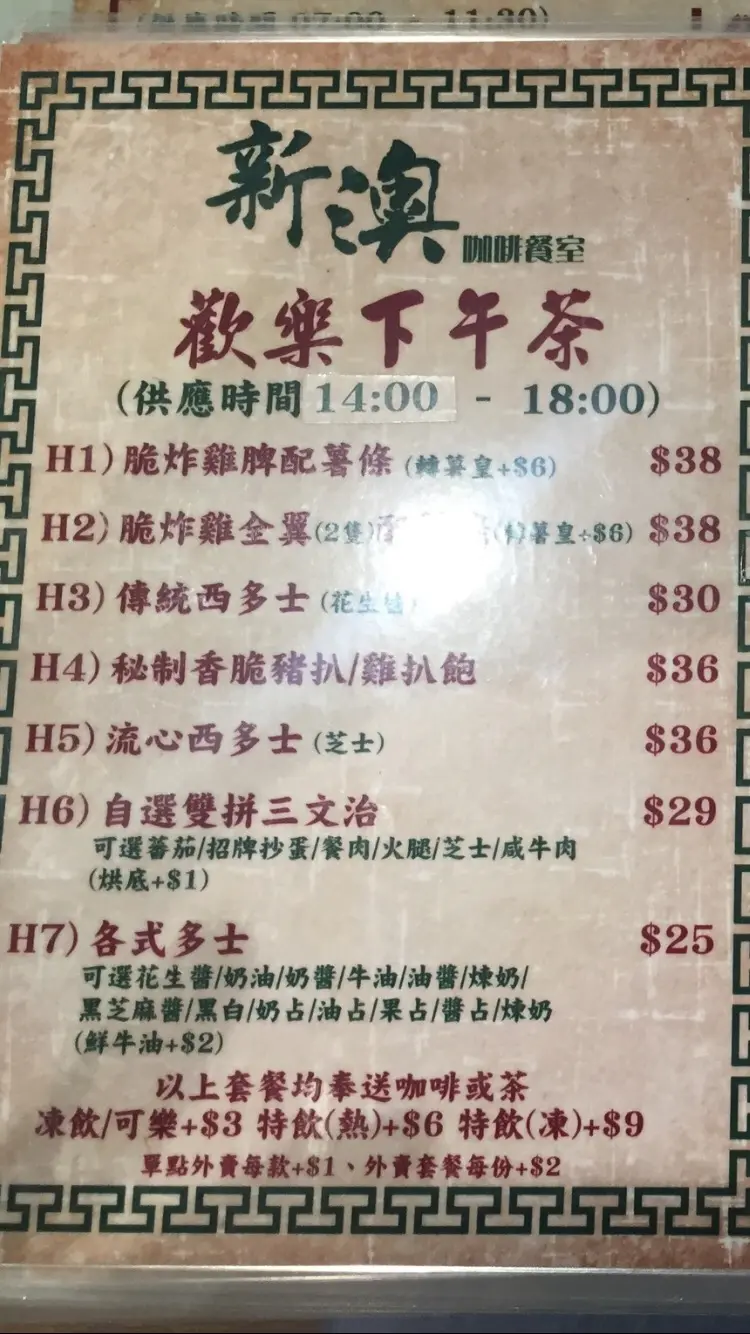 新澳 咖啡餐室
歡樂下午茶
(供應時間 14:00 - 18:00)
H1) 脆炸雞脾配薯條 (轉薯皇+$6) $38
H2) 脆炸雞全翼(2隻) 薯皇+$6) $38
H3) 傳統西多士 (花生醬) $30
H4) 秘制香脆豬扒/雞扒飽 $36
H5) 流心西多士 (芝士) $36
H6) 自選雙拼三文治 $29
可選蕃茄/招牌抄蛋/餐肉/火腿/芝士/咸牛肉
(烘底+$1)
H7) 各式多士 $25
可選花生醬/奶油/奶醬/牛油/油醬/煉奶/
黑芝麻醬/黑白/奶占/油占/果占/醬占/煉奶
(鮮牛油+$2)
以上套餐均奉送咖啡或茶
凍飲/可樂+$3 特飲(熱)+$6 特飲(凍)+$9
單點外賣每款+$1、外賣套餐每份+$2